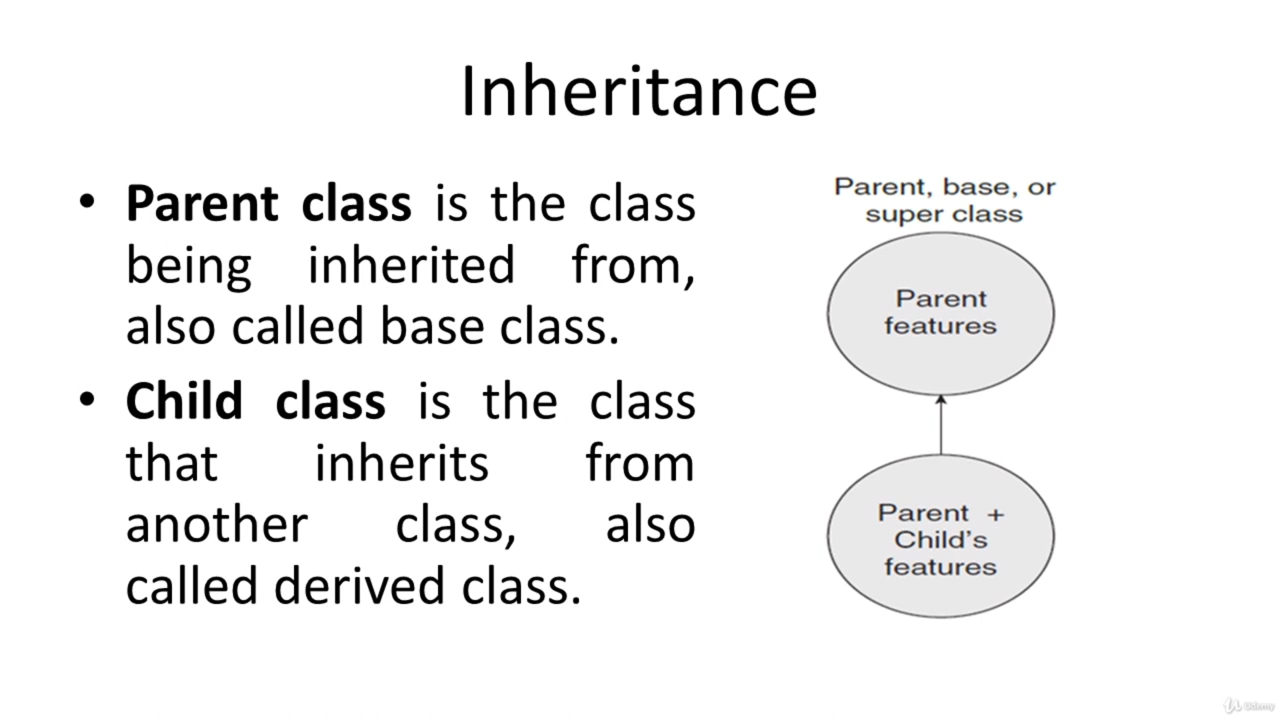 Inheritance
• Parent class is the class
being inherited from,
also called base class.
• Child class is the class
that inherits from
another class, also
called derived class.
Parent, base, or
super class
Parent
features
Parent +
Child's
features
Udemy